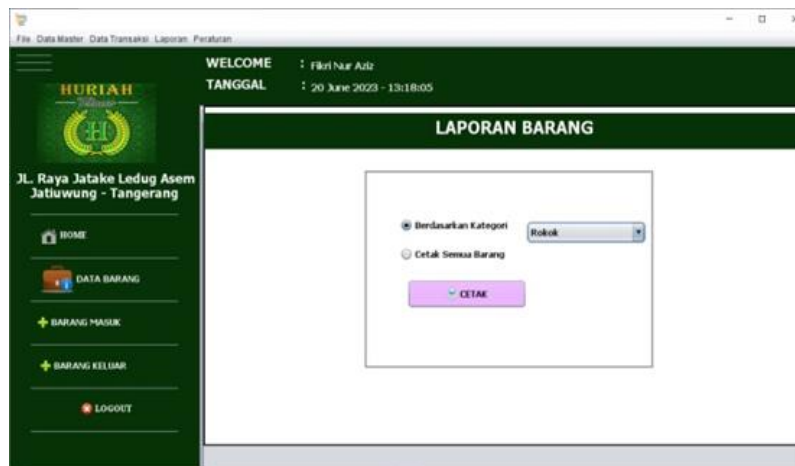 File Data Master Data Transaksi Laporan Peraturan
WELCOME : Fikri Nur Aziz
TANGGAL : 20 June 2023 - 13:18:05
HURIAH
H
JL. Raya Jatake Ledug Asem
Jatiuwung - Tangerang
HOME
DATA BARANG
BARANG MASUK
BARANG KELUAR
LOGOUT
LAPORAN BARANG
Berdasarkan Kategori
Rokok
Cetak Semua Barang
CETAK